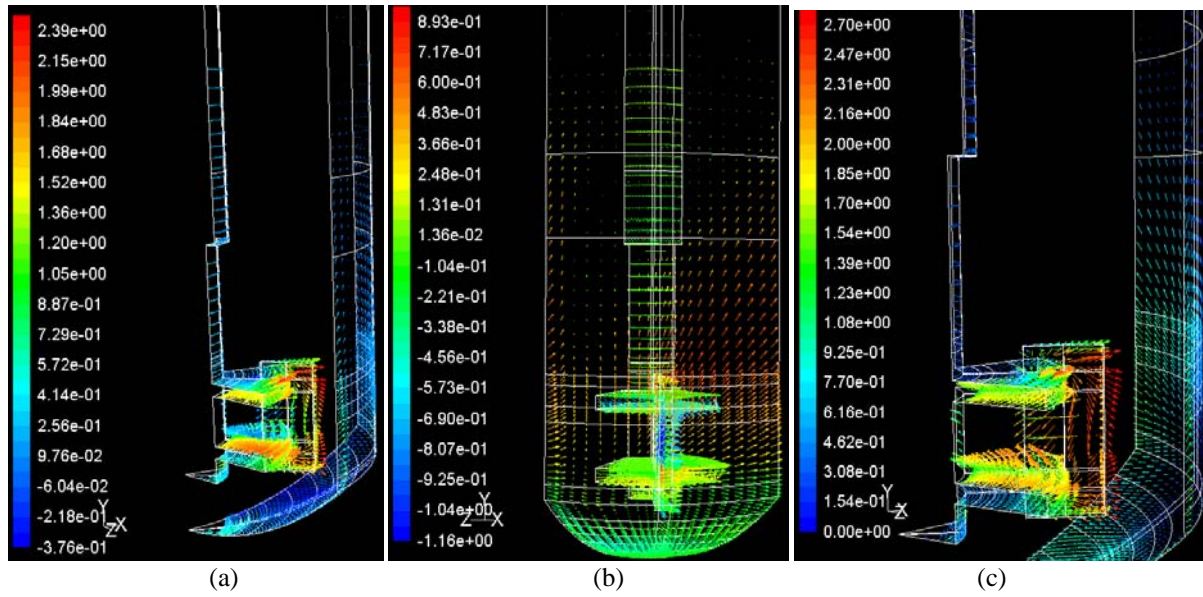 2.39e+00
2.15e+00
1.99e+00
1.84e+00
1.68e+00
1.52e+00
1.36e+00
1.20e+00
1.05e+00
8.87e-01
7.29e-01
5.72e-01
4.14e-01
2.56e-01
9.76e-02
-6.04e-02
-2.18e-01
-3.76e-01
Y
Z X
(a)
8.93e-01
7.17e-01
6.00e-01
4.83e-01
3.66e-01
2.48e-01
1.31e-01
1.36e-02
-1.04e-01
-2.21e-01
-3.38e-01
-4.56e-01
-5.73e-01
-6.90e-01
-8.07e-01
-9.25e-01
-1.04e+00
-1.16e+00
Y
Z X
(b)
2.70e+00
2.47e+00
2.31e+00
2.16e+00
2.00e+00
1.85e+00
1.70e+00
1.54e+00
1.39e+00
1.23e+00
1.08e+00
9.25e-01
7.70e-01
6.16e-01
4.62e-01
3.08e-01
1.54e-01
0.00e+00
Y
Z X
(c)